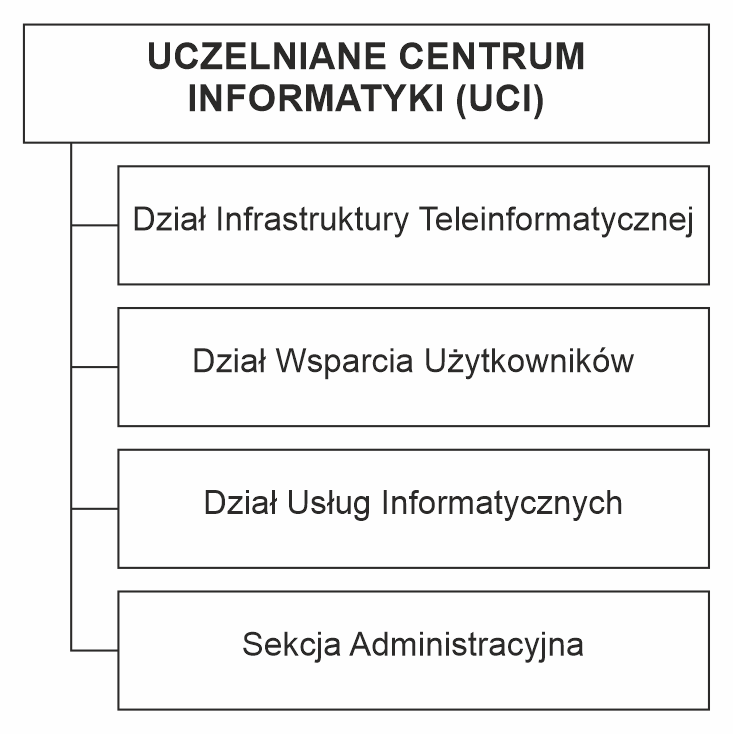 UCZELNIANE CENTRUM
INFORMATYKI (UCI)
Dział Infrastruktury Teleinformatycznej
Dział Wsparcia Użytkowników
Dział Usług Informatycznych
Sekcja Administracyjna